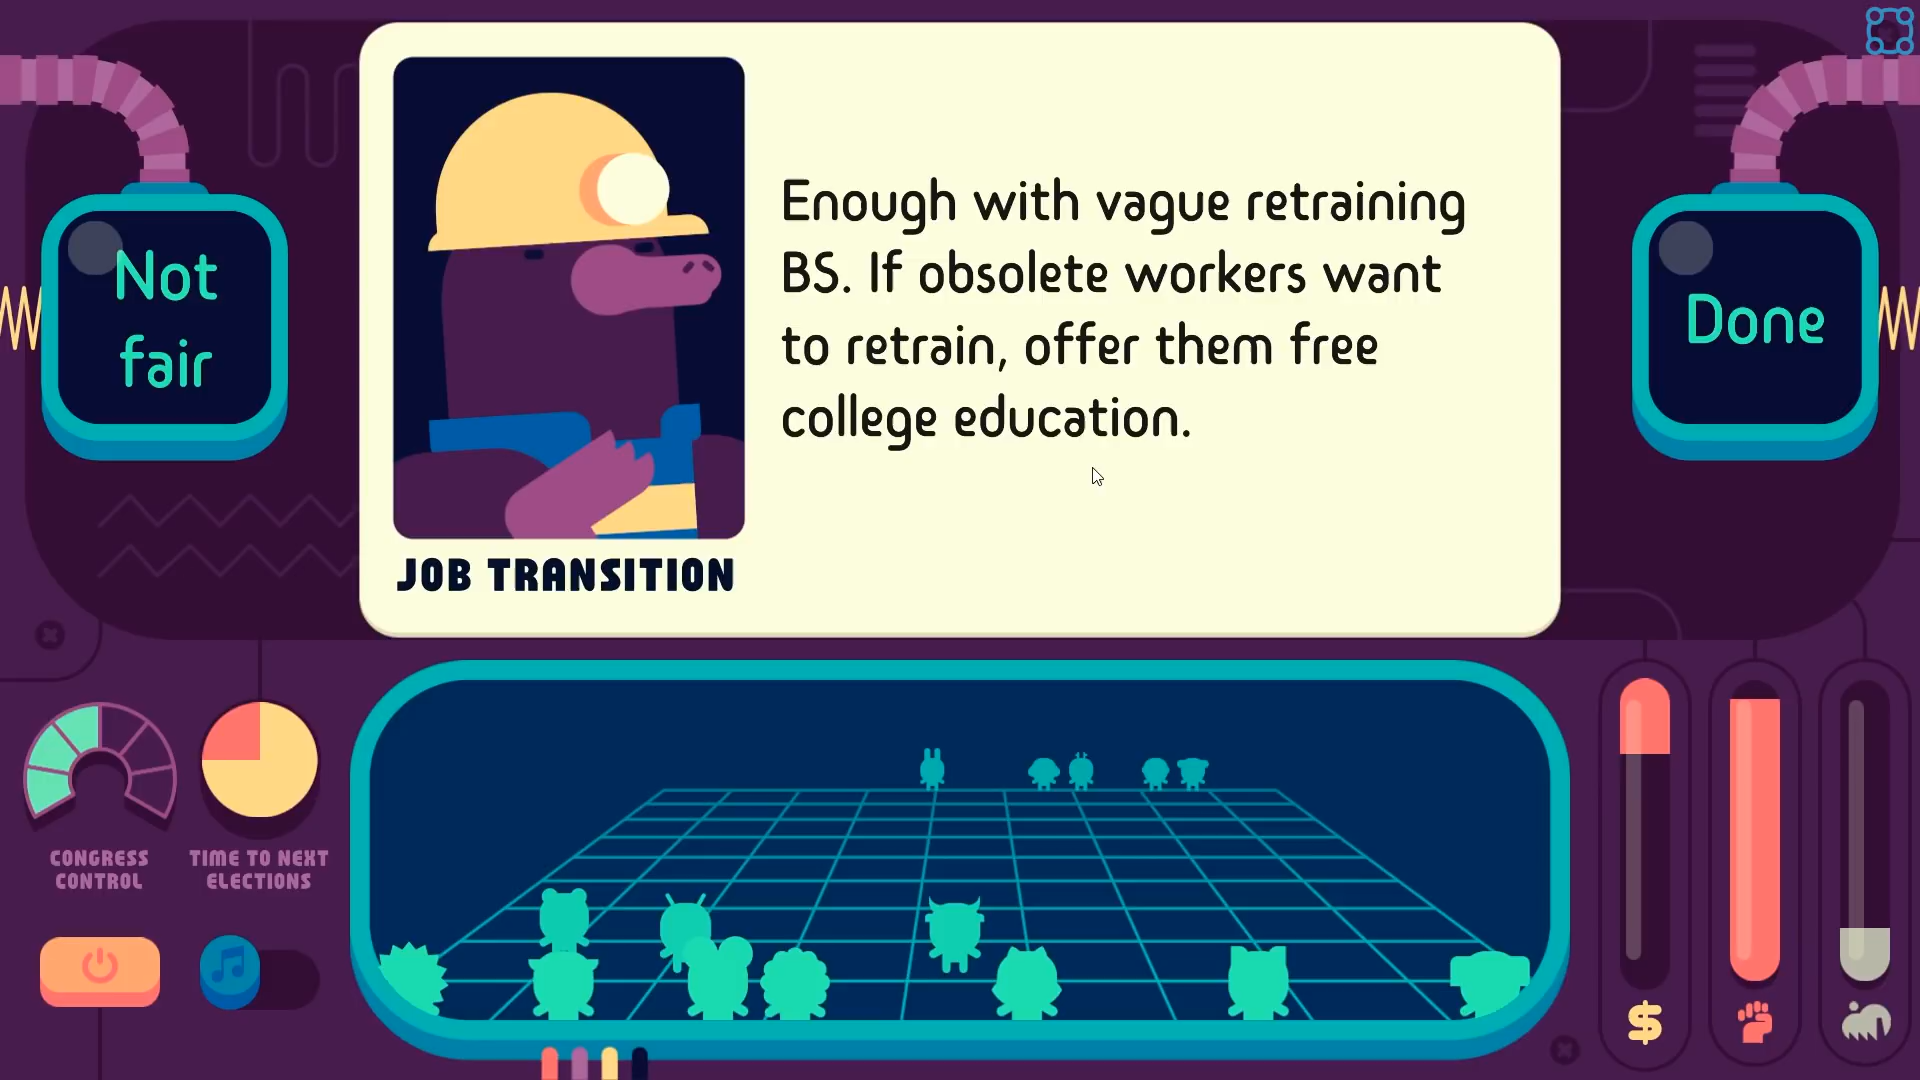 Not
fair
Enough with vague retraining
BS. If obsolete workers want
to retrain, offer them free
college education.
Done
JOB TRANSITION
CONGRESS
CONTROL
TIME TO NEXT
ELECTIONS
$